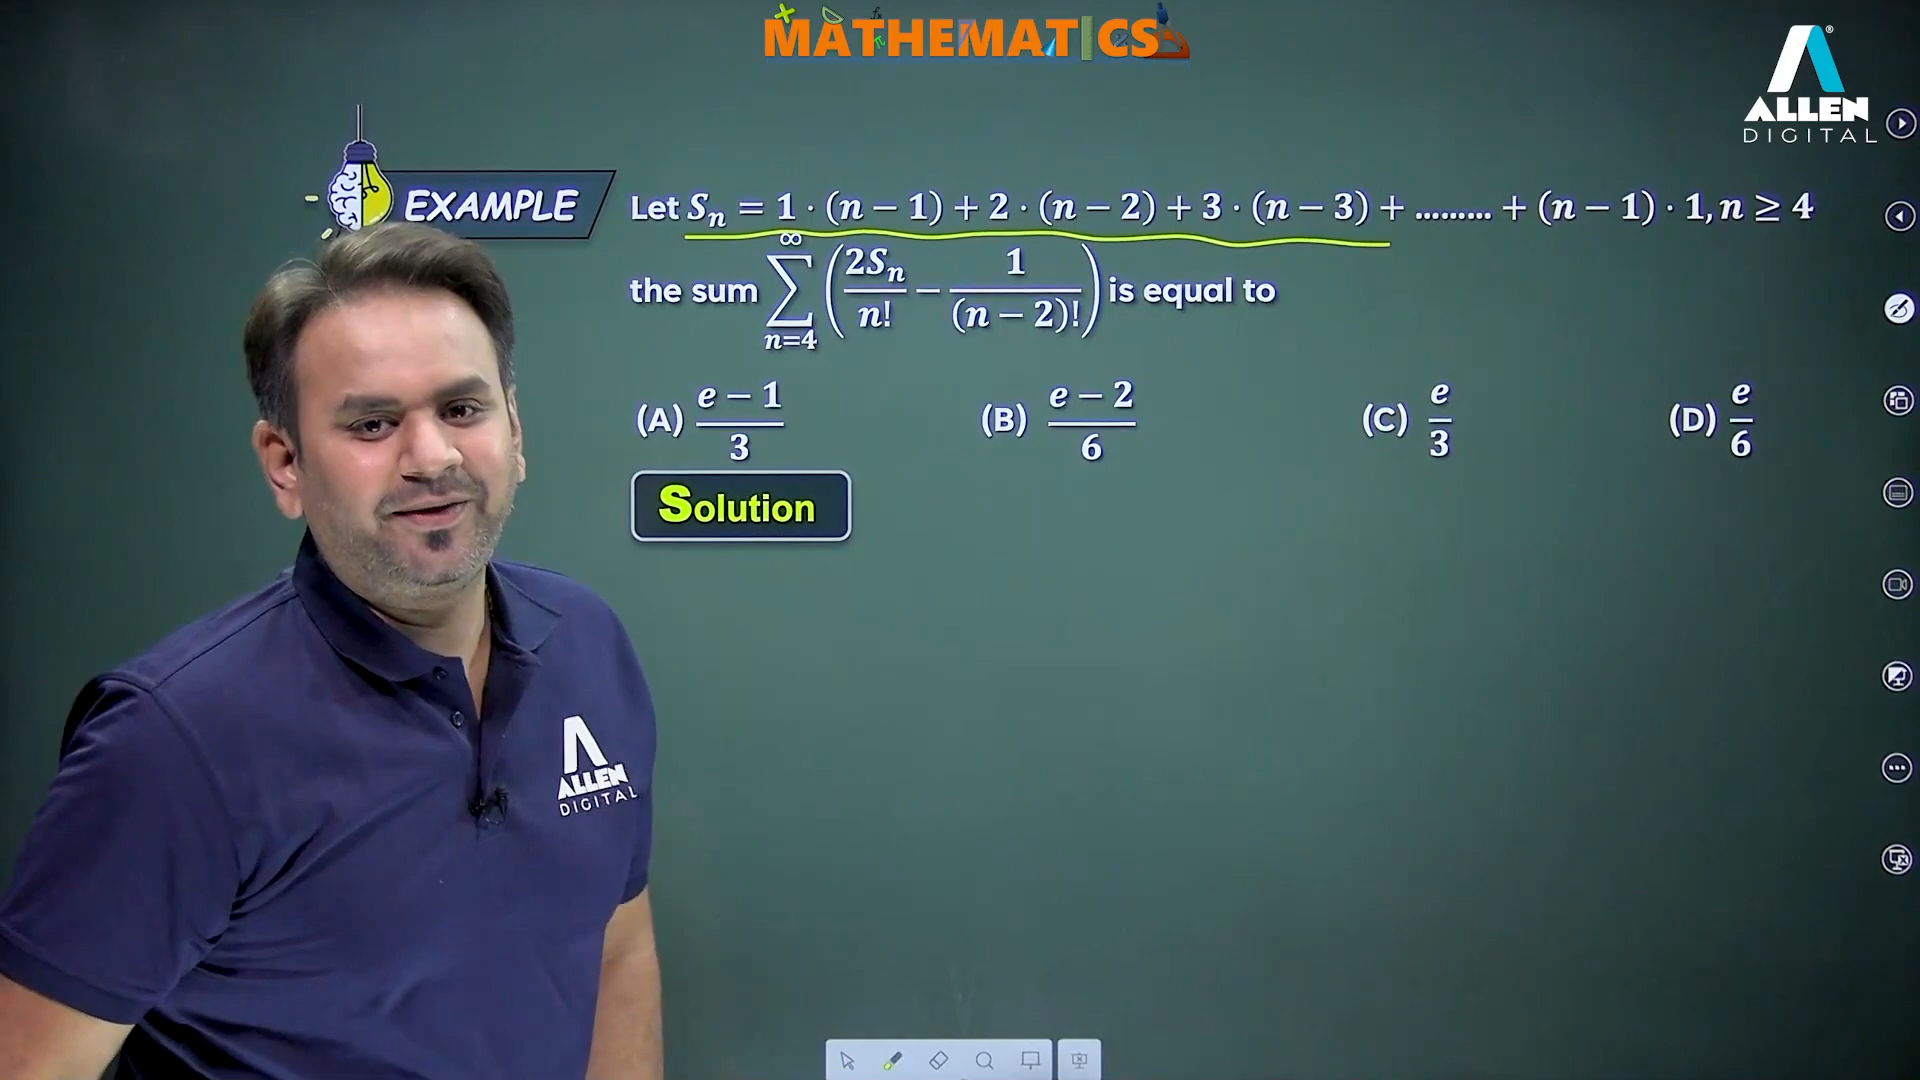 MATHEMATICS
ALLEN
DIGITAL
EXAMPLE
Let Sₙ = 1 · (n − 1) + 2 · (n − 2) + 3 · (n − 3) + ......... + (n − 1) · 1, n ≥ 4
the sum ∑_{n=4}^{∞} (2Sₙ/n! − 1/(n − 2)!) is equal to
(A) (e − 1)/3 (B) (e − 2)/6 (C) e/3 (D) e/6
Solution
ALLEN
DIGITAL